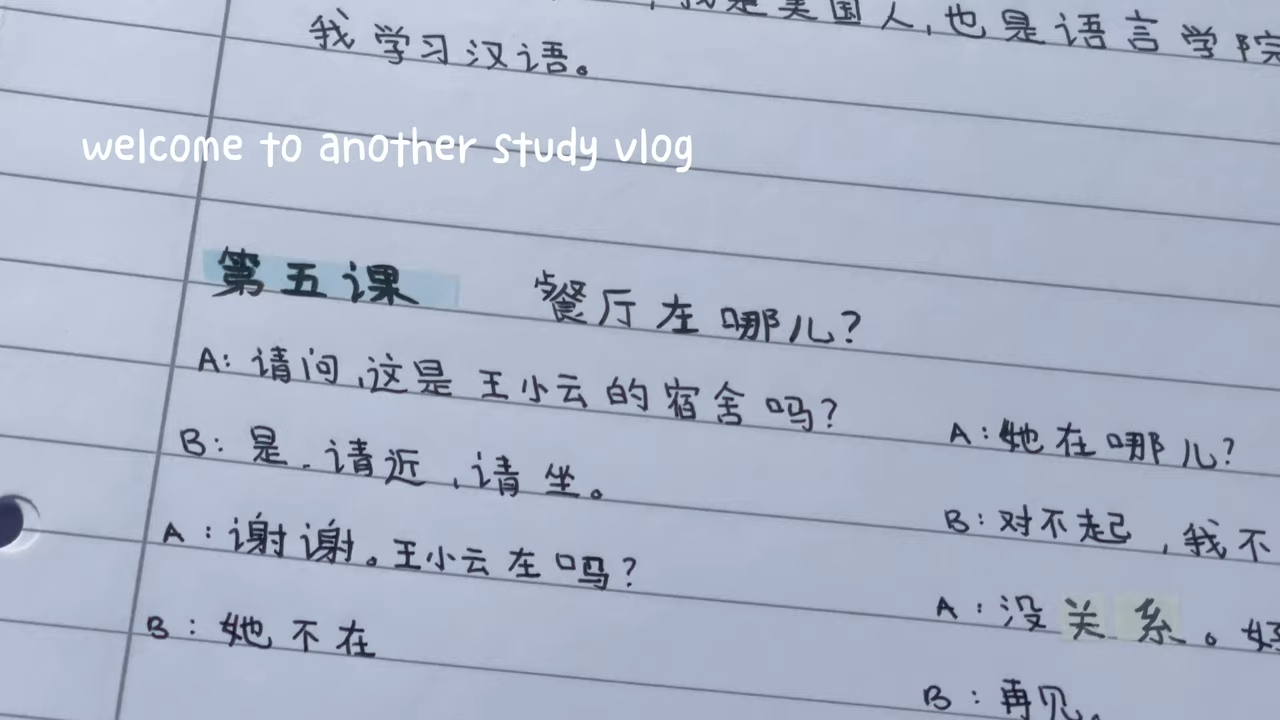 我是美国人,也是语言学院
我学习汉语。
welcome to another study vlog
第五课 餐厅在哪儿?
A: 请问,这是王小云的宿舍吗?
B: 是.请近,请坐。
A: 谢谢。王小云在吗?
B: 她不在
A: 她在哪儿?
B: 对不起,我不
A: 没关系。好
B: 再见。